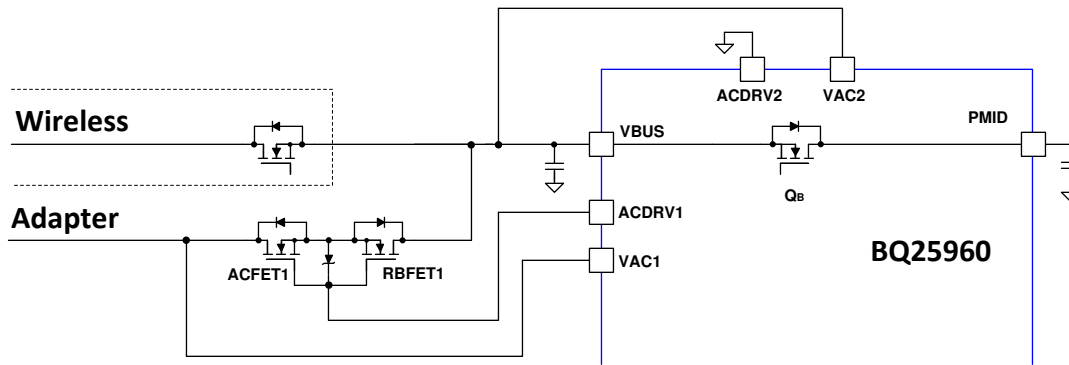 ACDRV2
VAC2
Wireless
VBUS
PMID
QB
Adapter
ACDRV1
ACFET1
RBFET1
VAC1
BQ25960